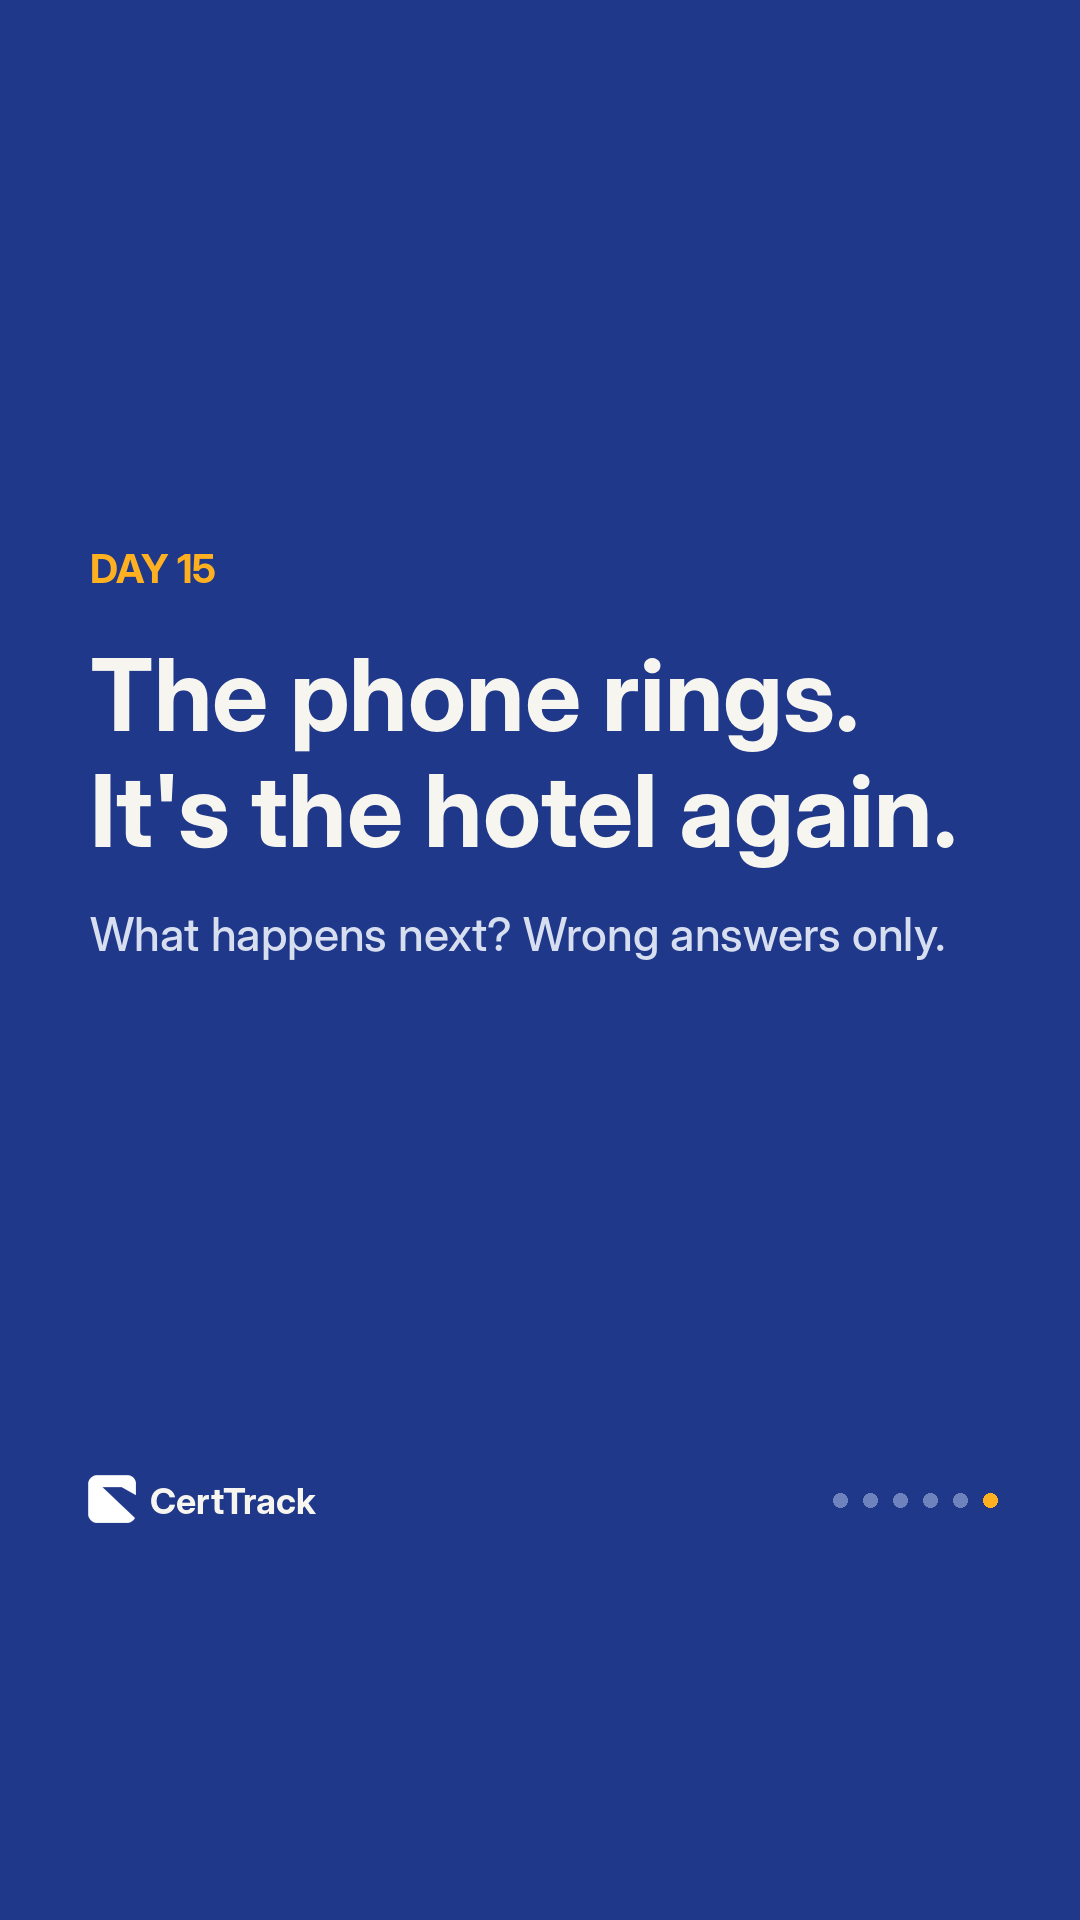 DAY 15
The phone rings.
It's the hotel again.
What happens next? Wrong answers only.
CertTrack